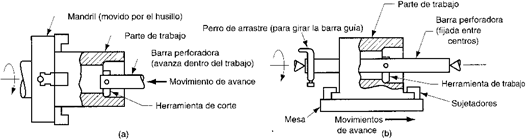 Mandril (movido por el husillo)
Parte de trabajo
Barra perforadora
(avanza dentro del trabajo)
Movimiento de avance
Herramienta de corte
(a)
Parte de trabajo
Perro de arrastre (para girar la barra guía)
Barra perforadora
(fijada entre
centros)
Herramienta de trabajo
Sujetadores
Mesa
Movimientos
de avance
(b)